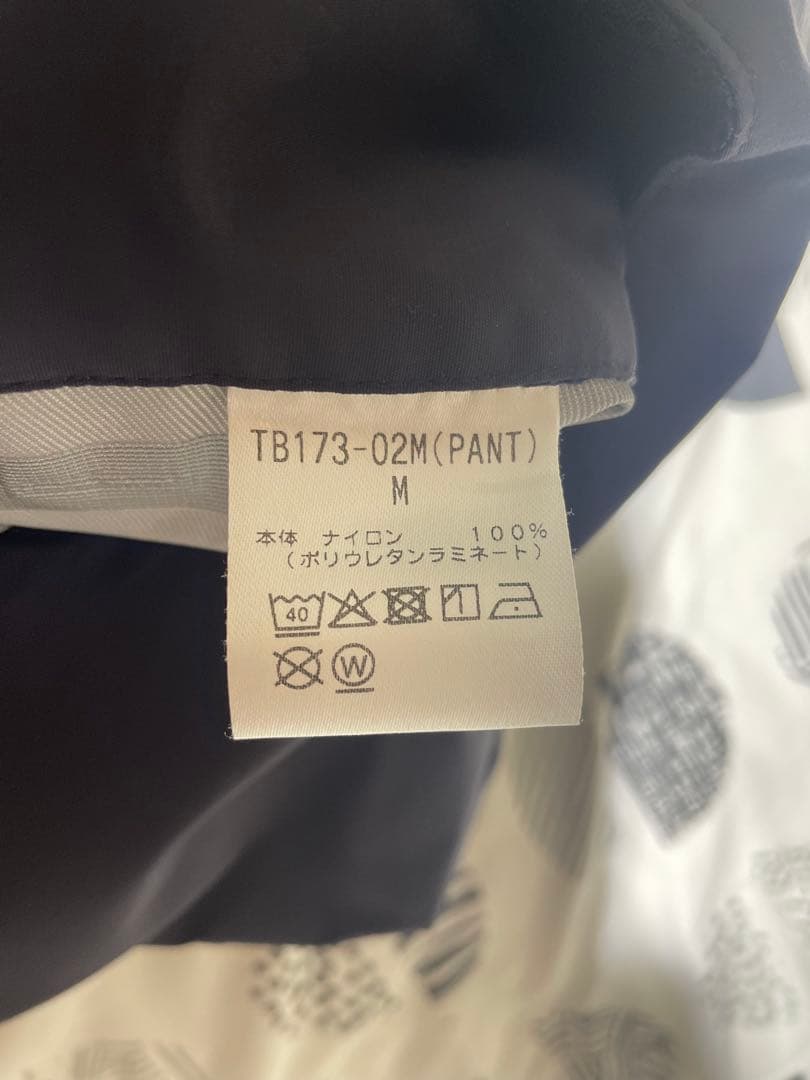 TB173-02M(PANT)
M
本体 ナイロン 100%
(ポリウレタンラミネート)
40
W